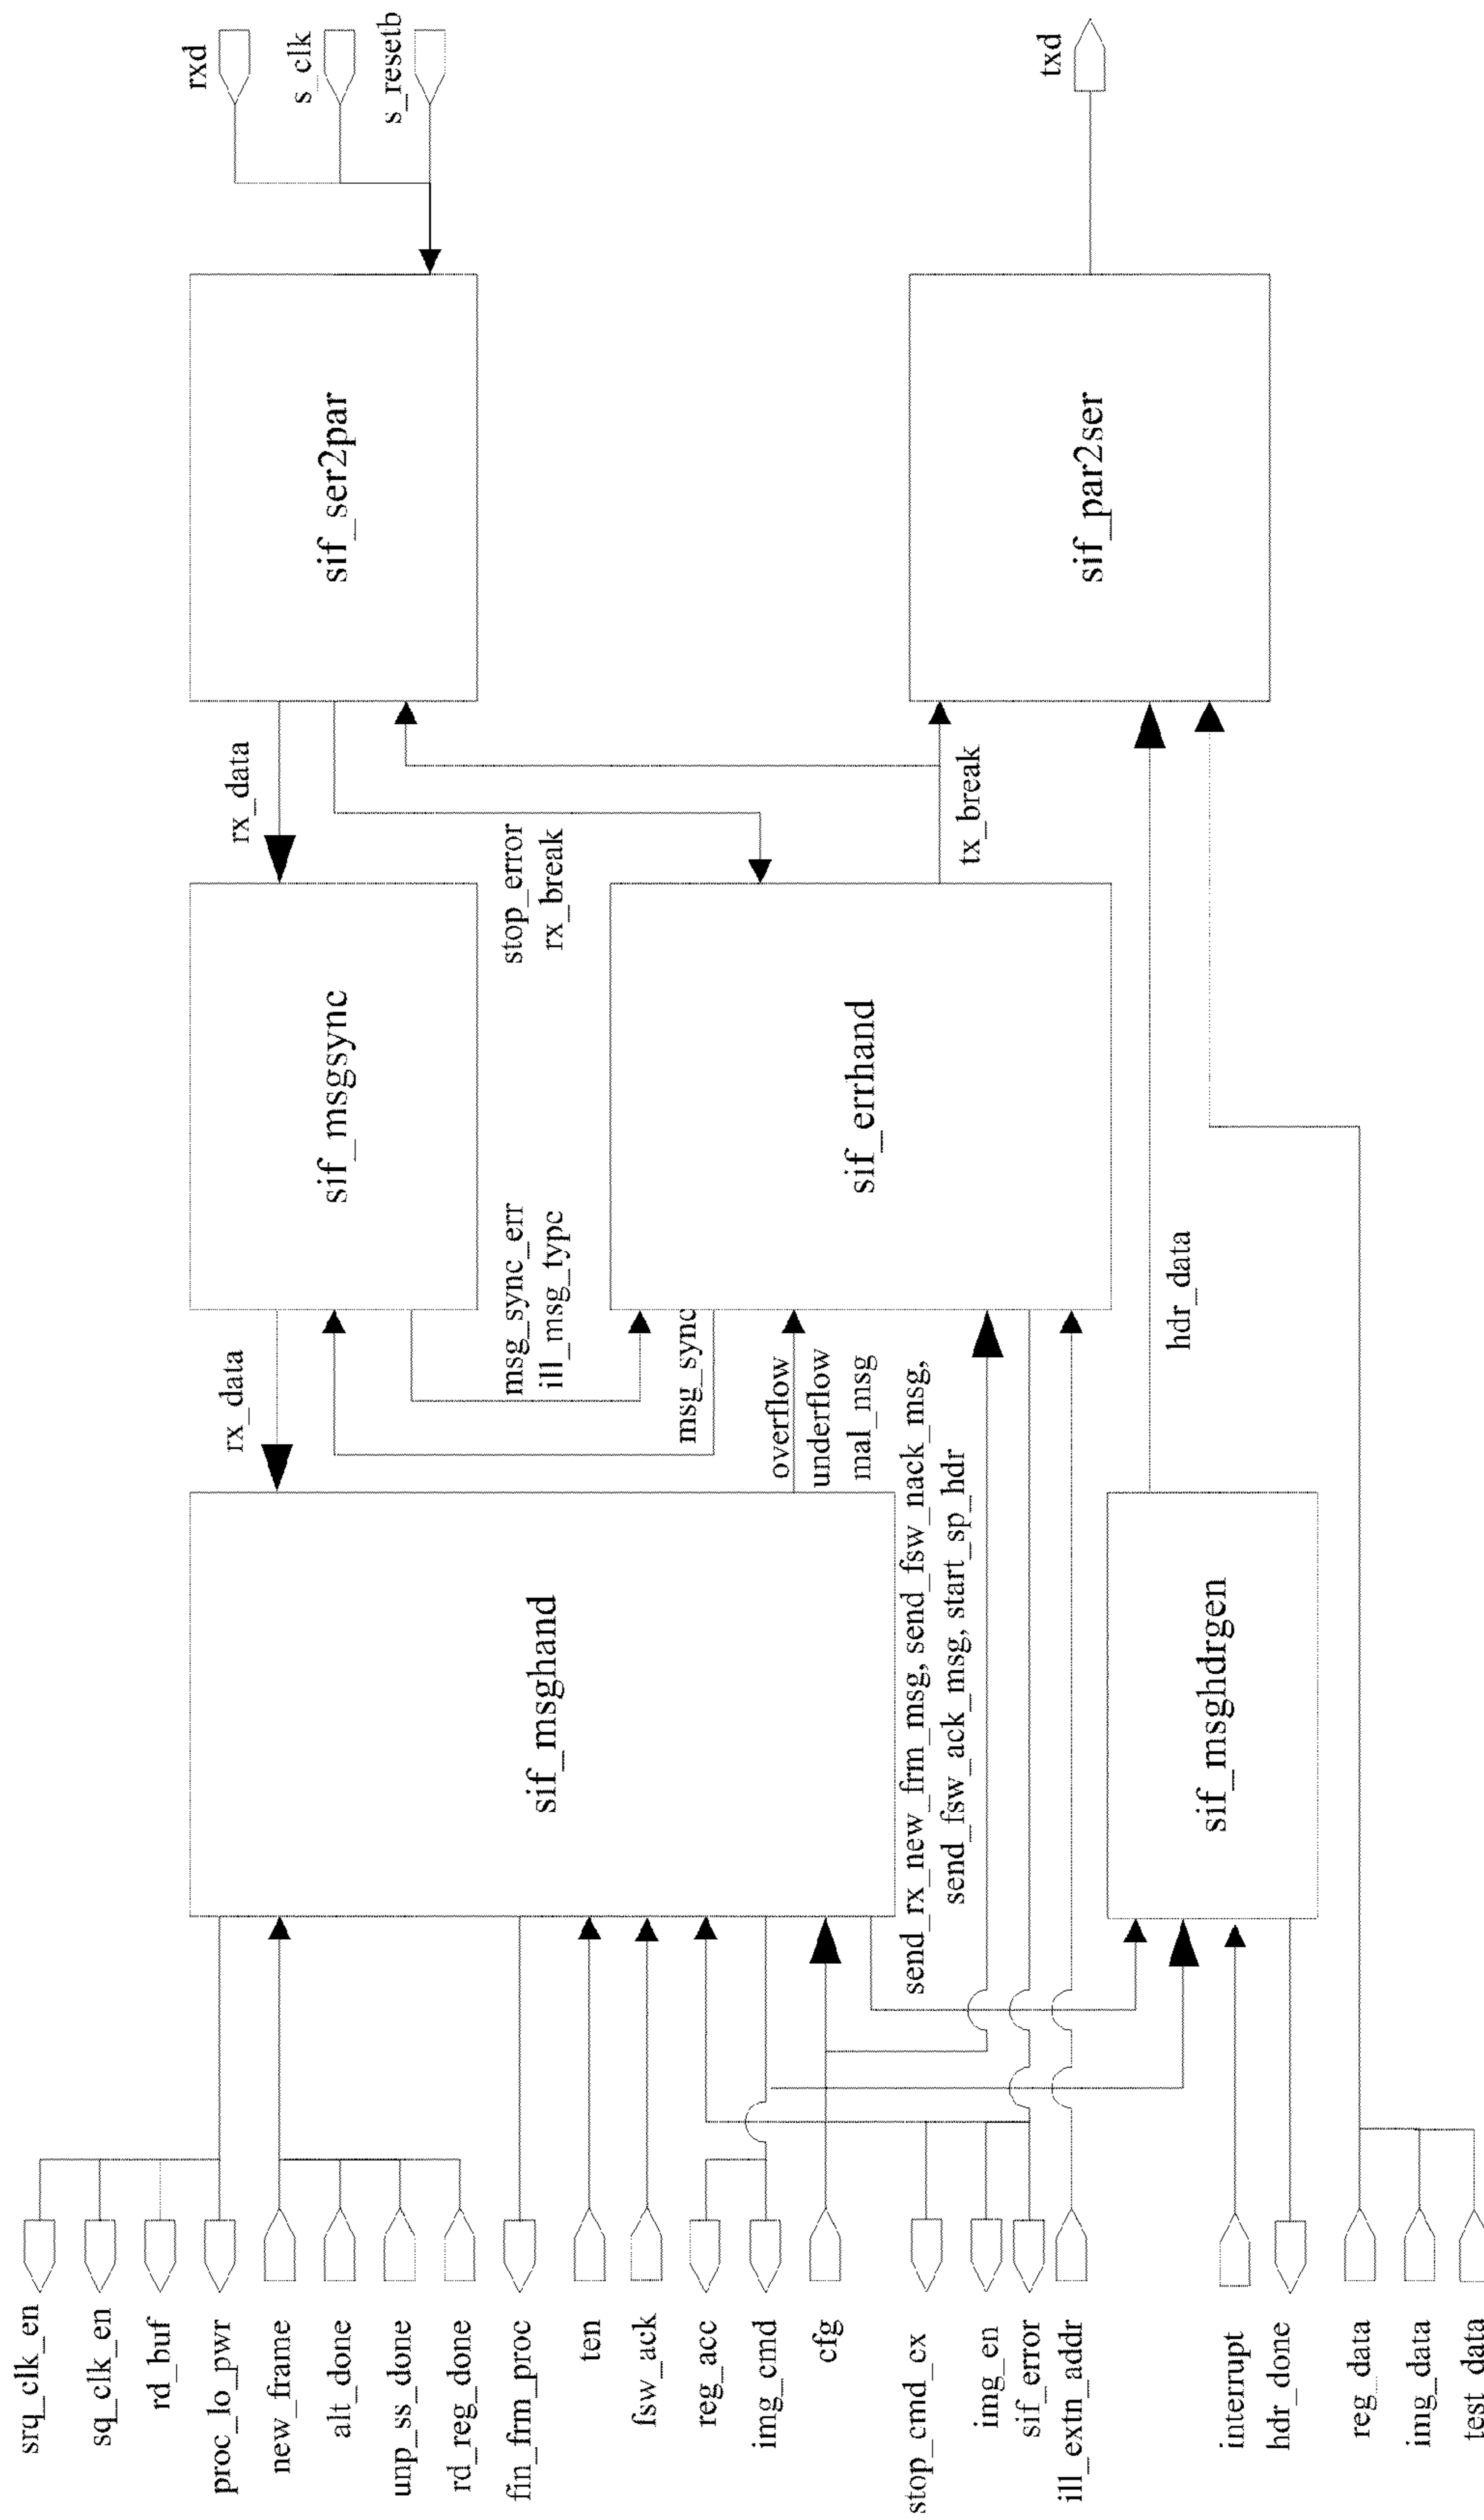 srq_clk_en
sq_clk_en
rd_buf
proc_lo_pwr
new_frame
alt_done
unp_ss_done
rd_reg_done
fin_frm_proc
ten
fsw_ack
reg_acc
img_cmd
cfg
stop_cmd_ex
img_en
sif_error
ill_extn_addr
interrupt
hdr_done
reg_data
img_data
test_data
sif_msghand
send_rx_new_frm_msg, send_fsw_nack_msg,
send_fsw_ack_msg, start_sp_hdr
sif_msghdrgen
rx_data
msg_sync_err
ill_msg_type
msg_sync
overflow
underflow
mal_msg
hdr_data
sif_msgsync
sif_errhand
rx_data
stop_error
rx_break
tx_break
sif_ser2par
sif_par2ser
rxd
s_clk
s_resetb
txd